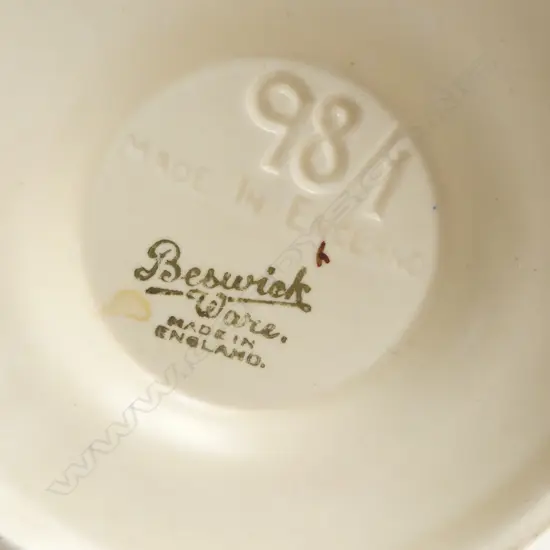 98/1
MADE IN ENGLAND
Beswick
Ware.
MADE IN
ENGLAND.